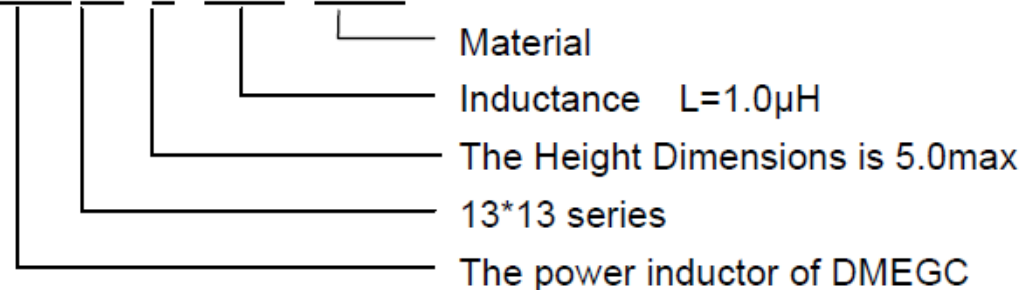 Material
Inductance L=1.0μH
The Height Dimensions is 5.0max
13*13 series
The power inductor of DMEGC